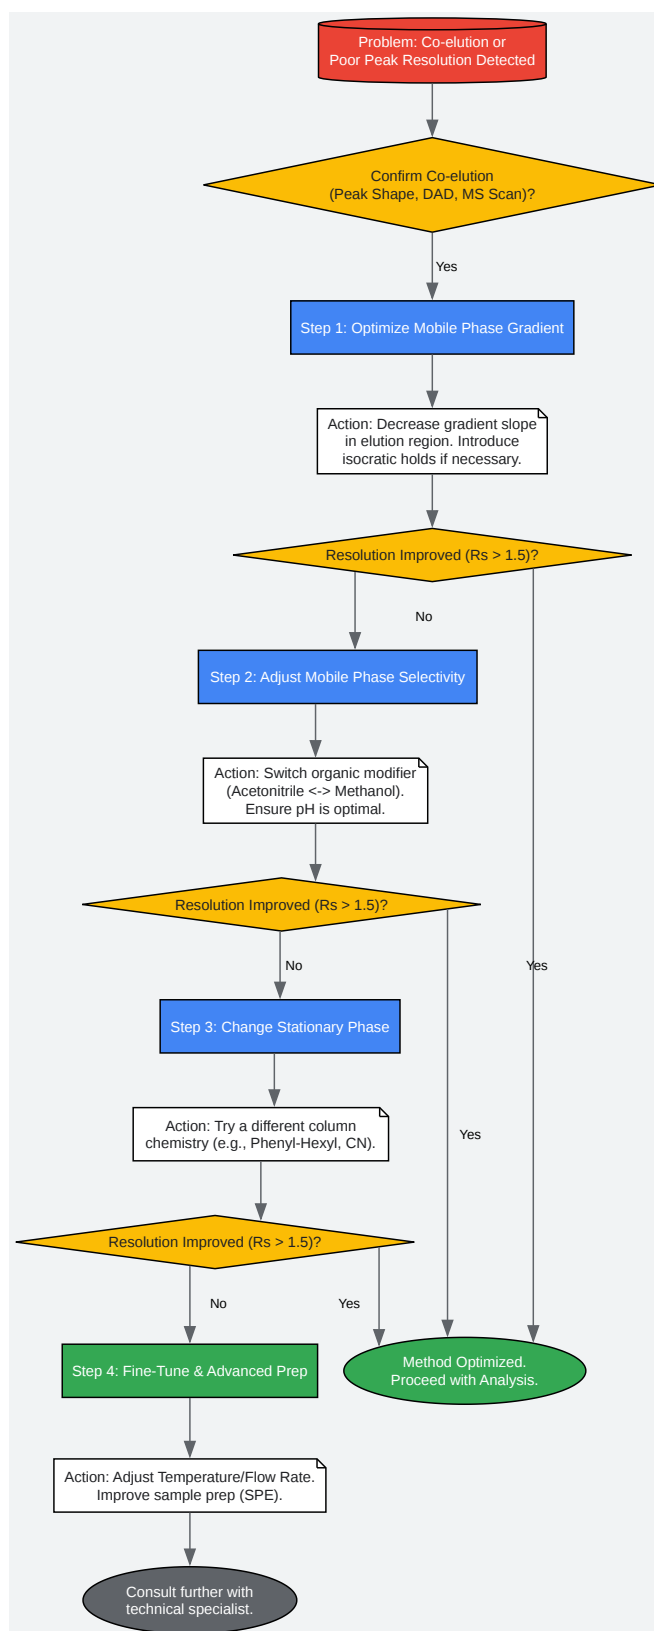 Problem: Co-elution or
Poor Peak Resolution Detected
Confirm Co-elution
(Peak Shape, DAD, MS Scan)?
Yes
Step 1: Optimize Mobile Phase Gradient
Action: Decrease gradient slope
in elution region. Introduce
isocratic holds if necessary.
Resolution Improved (Rs > 1.5)?
No
Step 2: Adjust Mobile Phase Selectivity
Action: Switch organic modifier
(Acetonitrile <-> Methanol).
Ensure pH is optimal.
Resolution Improved (Rs > 1.5)?
No
Yes
Step 3: Change Stationary Phase
Action: Try a different column
chemistry (e.g., Phenyl-Hexyl, CN).
Yes
Resolution Improved (Rs > 1.5)?
No
Yes
Step 4: Fine-Tune & Advanced Prep
Method Optimized.
Proceed with Analysis.
Action: Adjust Temperature/Flow Rate.
Improve sample prep (SPE).
Consult further with
technical specialist.